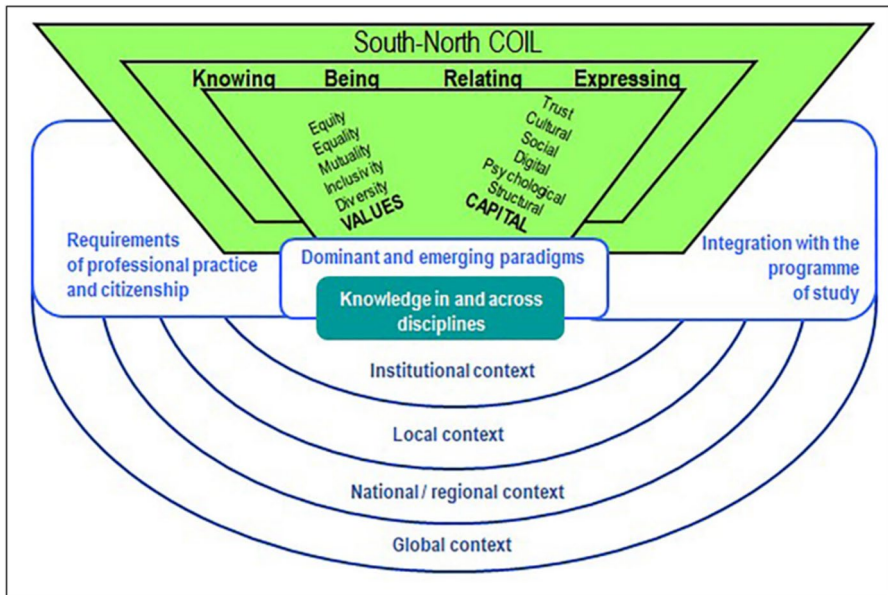 South-North COIL
Knowing Being Relating Expressing
Equity
Equality
Mutuality
Inclusivity
Diversity
VALUES
Trust
Cultural
Social
Digital
Psychological
Structural
CAPITAL
Requirements
of professional practice
and citizenship
Dominant and emerging paradigms
Knowledge in and across
disciplines
Integration with the
programme
of study
Institutional context
Local context
National / regional context
Global context